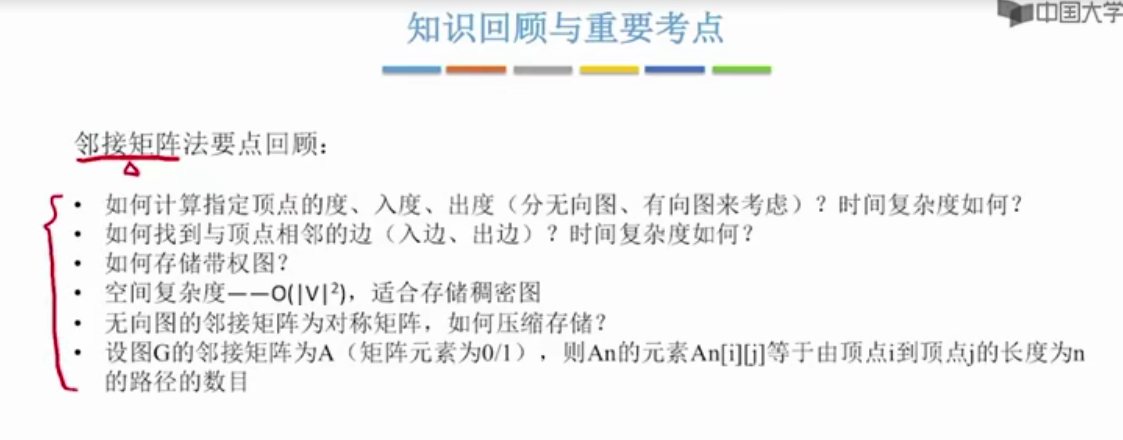 中国大学
知识回顾与重要考点
邻接矩阵法要点回顾：
• 如何计算指定顶点的度、入度、出度（分无向图、有向图来考虑）？时间复杂度如何？
• 如何找到与顶点相邻的边（入边、出边）？时间复杂度如何？
• 如何存储带权图？
• 空间复杂度——O(|V|²)，适合存储稠密图
• 无向图的邻接矩阵为对称矩阵，如何压缩存储？
• 设图G的邻接矩阵为A（矩阵元素为0/1），则An的元素An[i][j]等于由顶点i到顶点j的长度为n
的路径的数目